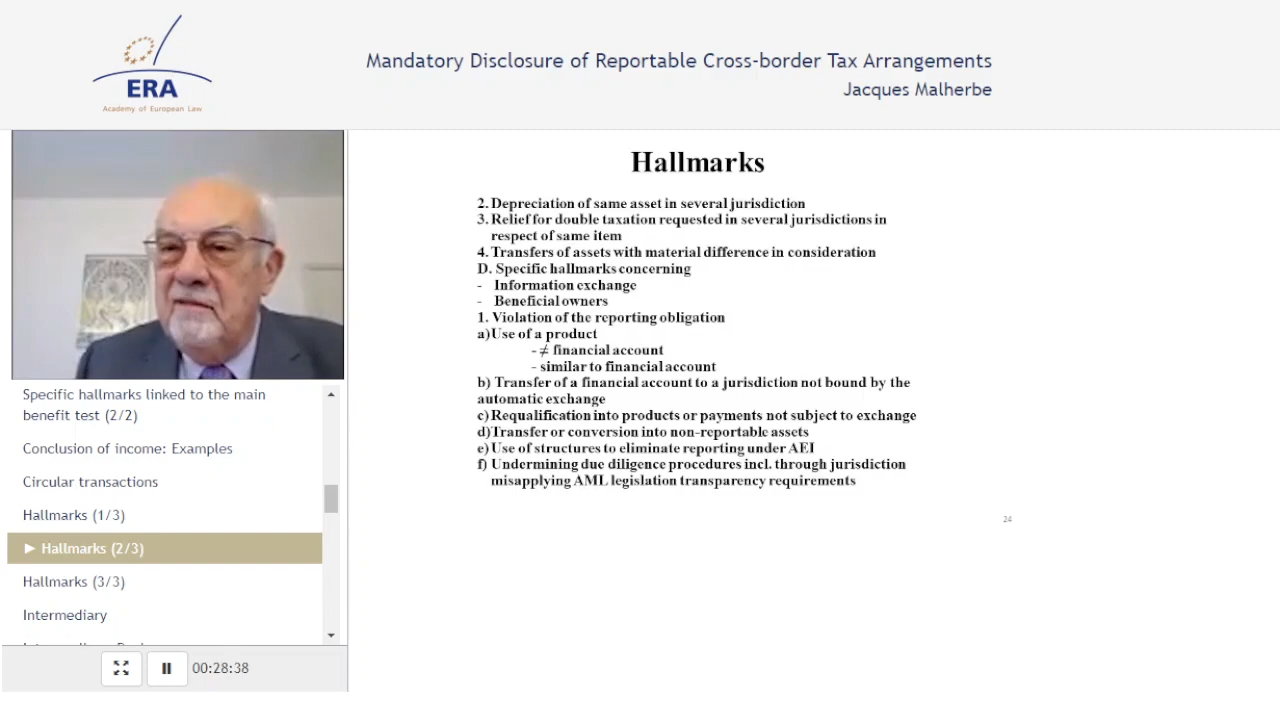 ERA
Academy of European Law
Mandatory Disclosure of Reportable Cross-border Tax Arrangements
Jacques Malherbe
Hallmarks
2. Depreciation of same asset in several jurisdiction
3. Relief for double taxation requested in several jurisdictions in
respect of same item
4. Transfers of assets with material difference in consideration
D. Specific hallmarks concerning
- Information exchange
- Beneficial owners
1. Violation of the reporting obligation
a)Use of a product
- ≠ financial account
- similar to financial account
b) Transfer of a financial account to a jurisdiction not bound by the
automatic exchange
c)Requalification into products or payments not subject to exchange
d)Transfer or conversion into non-reportable assets
e) Use of structures to eliminate reporting under AEI
f) Undermining due diligence procedures incl. through jurisdiction
misapplying AML legislation transparency requirements
24
Specific hallmarks linked to the main
benefit test (2/2)
Conclusion of income: Examples
Circular transactions
Hallmarks (1/3)
► Hallmarks (2/3)
Hallmarks (3/3)
Intermediary
00:28:38